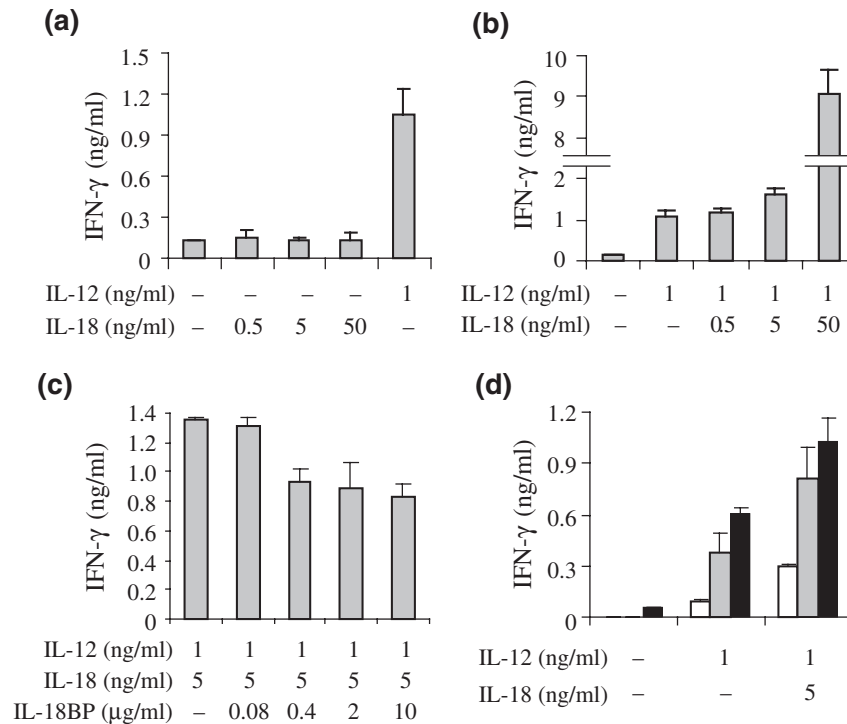 (a)
IFN-γ (ng/ml)
1.5
1.2
0.9
0.6
0.3
0
IL-12 (ng/ml) – – – – 1
IL-18 (ng/ml) – 0.5 5 50 –
(b)
IFN-γ (ng/ml)
10
9
8
2
1
0
IL-12 (ng/ml) – 1 1 1 1
IL-18 (ng/ml) – – 0.5 5 50
(c)
IFN-γ (ng/ml)
1.4
1.2
1.0
0.8
0.6
0.4
0.2
0
IL-12 (ng/ml) 1 1 1 1 1
IL-18 (ng/ml) 5 5 5 5 5
IL-18BP (μg/ml) – 0.08 0.4 2 10
(d)
IFN-γ (ng/ml)
1.2
0.9
0.6
0.3
0
IL-12 (ng/ml) – 1 1
IL-18 (ng/ml) – – 5